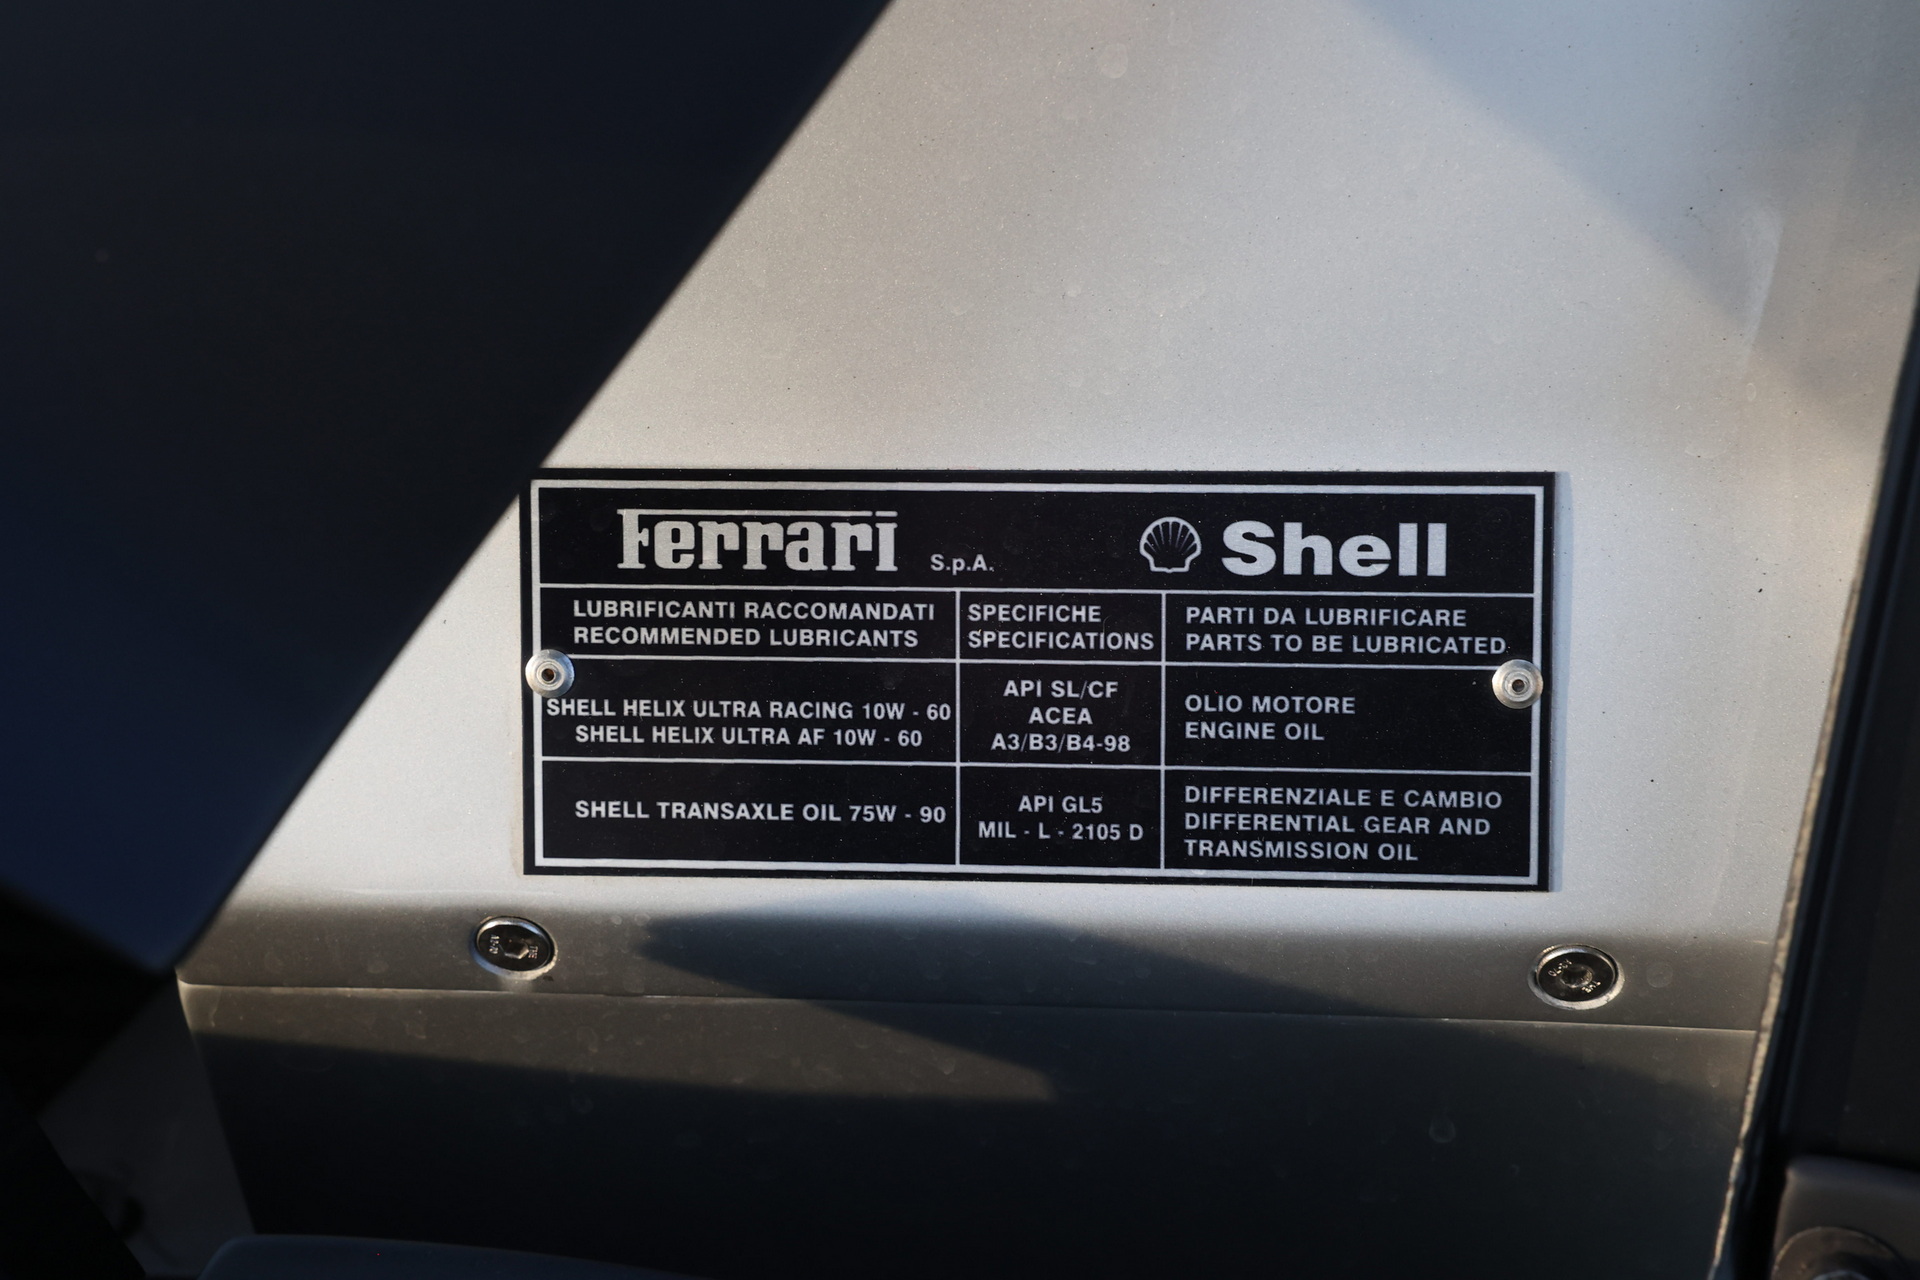 Ferrari S.p.A. Shell
LUBRIFICANTI RACCOMANDATI
RECOMMENDED LUBRICANTS
SPECIFICHE
SPECIFICATIONS
PARTI DA LUBRIFICARE
PARTS TO BE LUBRICATED
SHELL HELIX ULTRA RACING 10W - 60
SHELL HELIX ULTRA AF 10W - 60
API SL/CF
ACEA
A3/B3/B4-98
OLIO MOTORE
ENGINE OIL
SHELL TRANSAXLE OIL 75W - 90
API GL5
MIL - L - 2105 D
DIFFERENZIALE E CAMBIO
DIFFERENTIAL GEAR AND
TRANSMISSION OIL